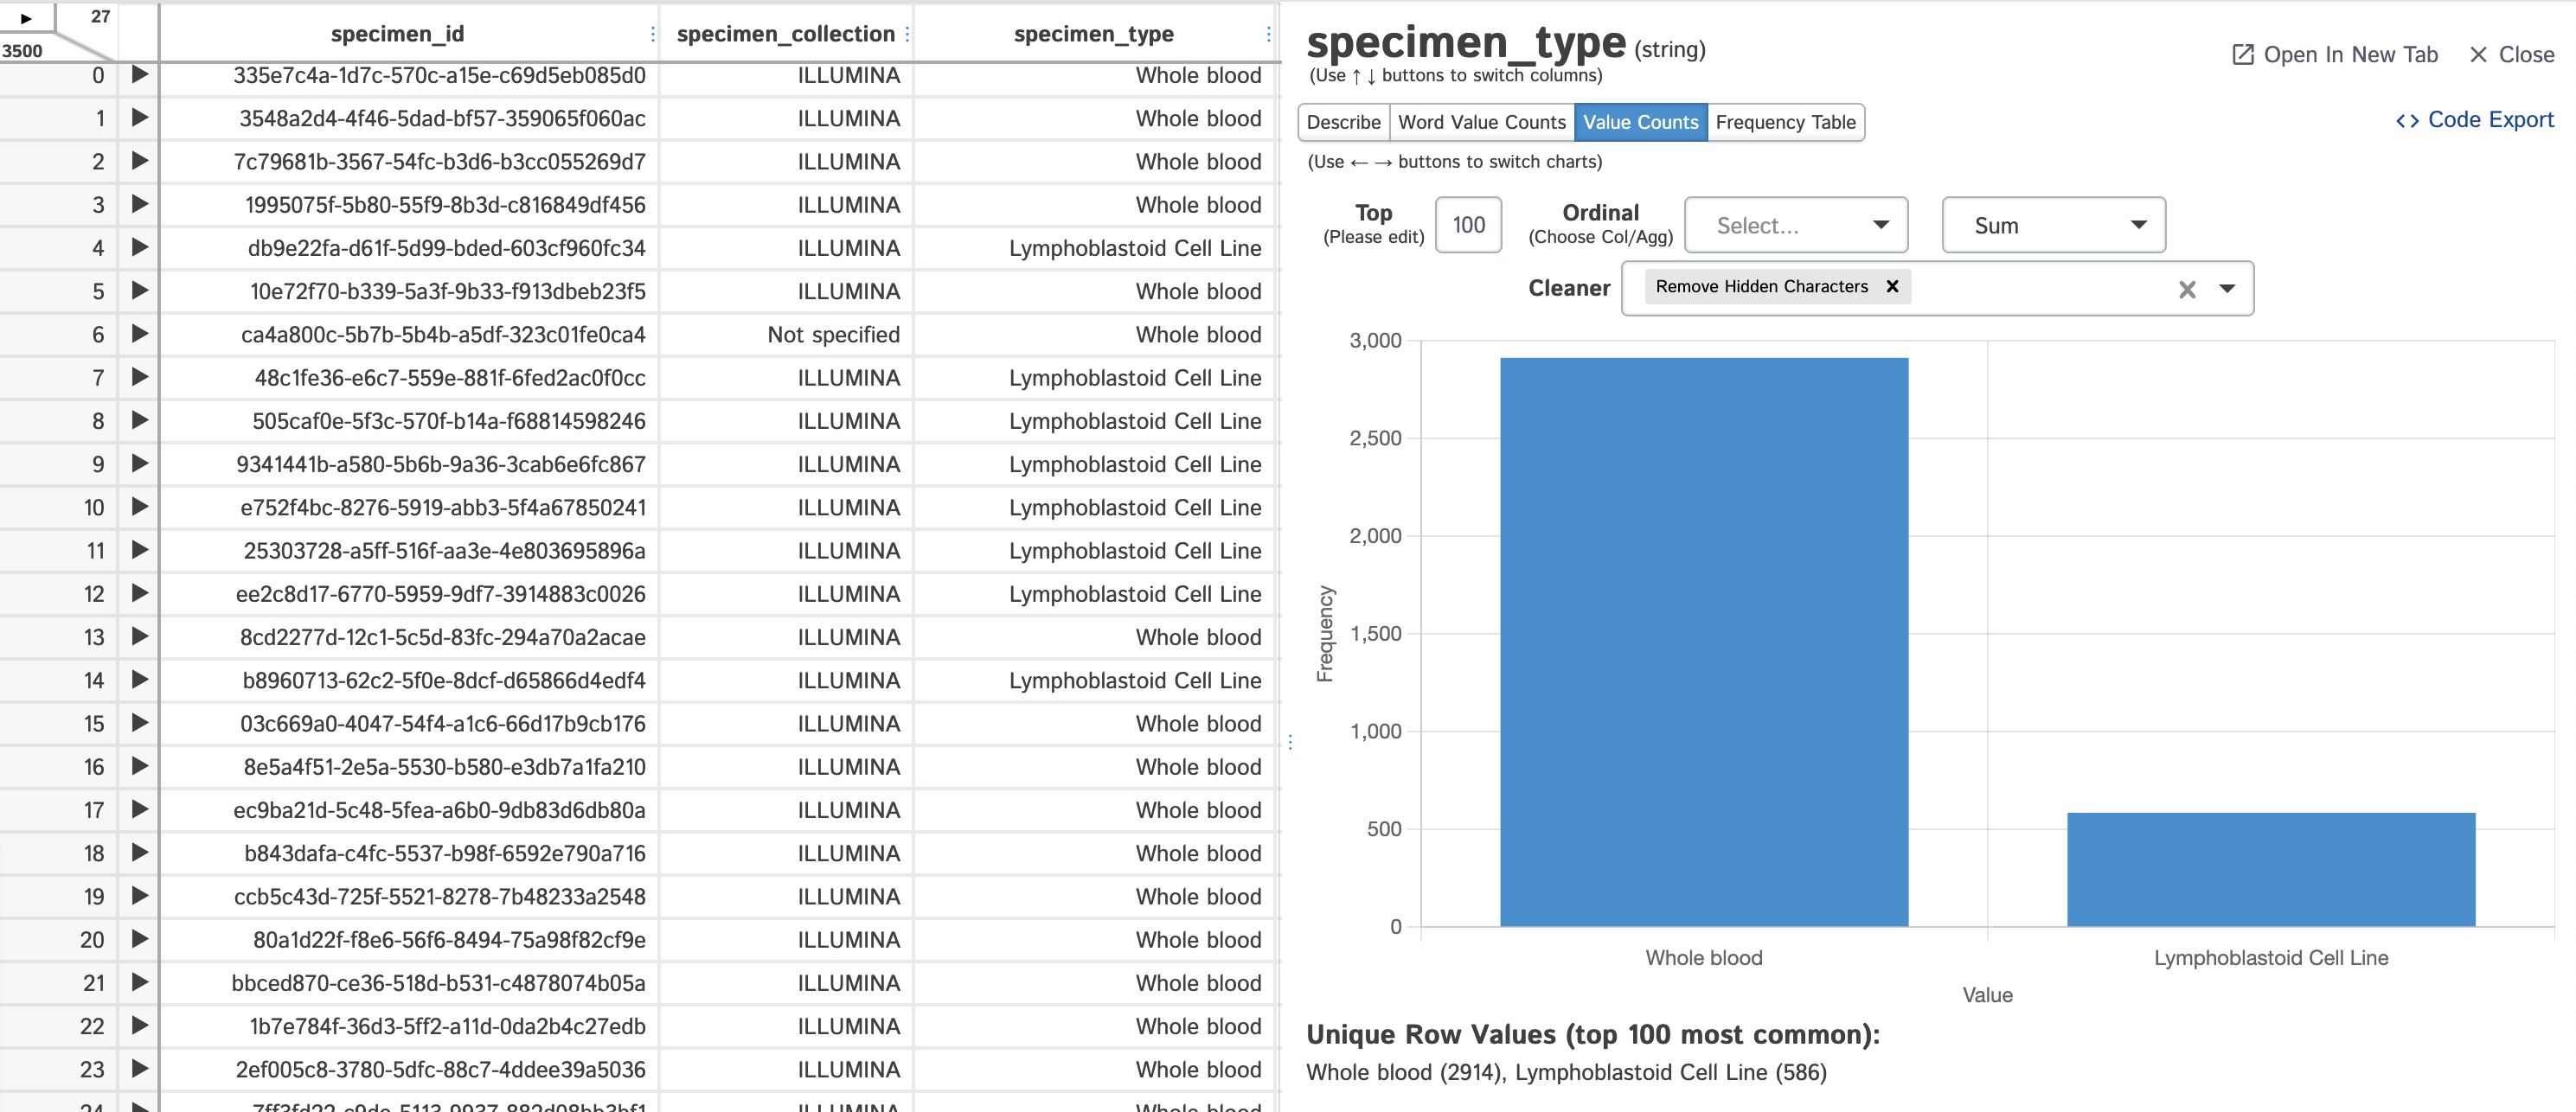 27
3500
specimen_id specimen_collection specimen_type
0 335e7c4a-1d7c-570c-a15e-c69d5eb085d0 ILLUMINA Whole blood
1 3548a2d4-4f46-5dad-bf57-359065f060ac ILLUMINA Whole blood
2 7c79681b-3567-54fc-b3d6-b3cc055269d7 ILLUMINA Whole blood
3 1995075f-5b80-55f9-8b3d-c816849df456 ILLUMINA Whole blood
4 db9e22fa-d61f-5d99-bded-603cf960fc34 ILLUMINA Lymphoblastoid Cell Line
5 10e72f70-b339-5a3f-9b33-f913dbeb23f5 ILLUMINA Whole blood
6 ca4a800c-5b7b-5b4b-a5df-323c01fe0ca4 Not specified Whole blood
7 48c1fe36-e6c7-559e-881f-6fed2ac0f0cc ILLUMINA Lymphoblastoid Cell Line
8 505caf0e-5f3c-570f-b14a-f68814598246 ILLUMINA Lymphoblastoid Cell Line
9 9341441b-a580-5b6b-9a36-3cab6e6fc867 ILLUMINA Lymphoblastoid Cell Line
10 e752f4bc-8276-5919-abb3-5f4a67850241 ILLUMINA Lymphoblastoid Cell Line
11 25303728-a5ff-516f-aa3e-4e803695896a ILLUMINA Lymphoblastoid Cell Line
12 ee2c8d17-6770-5959-9df7-3914883c0026 ILLUMINA Lymphoblastoid Cell Line
13 8cd2277d-12c1-5c5d-83fc-294a70a2acae ILLUMINA Whole blood
14 b8960713-62c2-5f0e-8dcf-d65866d4edf4 ILLUMINA Lymphoblastoid Cell Line
15 03c669a0-4047-54f4-a1c6-66d17b9cb176 ILLUMINA Whole blood
16 8e5a4f51-2e5a-5530-b580-e3db7a1fa210 ILLUMINA Whole blood
17 ec9ba21d-5c48-5fea-a6b0-9db83d6db80a ILLUMINA Whole blood
18 b843dafa-c4fc-5537-b98f-6592e790a716 ILLUMINA Whole blood
19 ccb5c43d-725f-5521-8278-7b48233a2548 ILLUMINA Whole blood
20 80a1d22f-f8e6-56f6-8494-75a98f82cf9e ILLUMINA Whole blood
21 bbced870-ce36-518d-b531-c4878074b05a ILLUMINA Whole blood
22 1b7e784f-36d3-5ff2-a11d-0da2b4c27edb ILLUMINA Whole blood
23 2ef005c8-3780-5dfc-88c7-4ddee39a5036 ILLUMINA Whole blood
24 ILLUMINA Whole blood
specimen_type (string)
(Use ↑↓ buttons to switch columns)
Open In New Tab × Close
Describe Word Value Counts Value Counts Frequency Table
<> Code Export
(Use ← → buttons to switch charts)
Top
(Please edit)
100
Ordinal
(Choose Col/Agg)
Select...
Sum
Cleaner Remove Hidden Characters ×
3,000
2,500
2,000
1,500
1,000
500
0
Frequency
Whole blood Lymphoblastoid Cell Line
Value
Unique Row Values (top 100 most common):
Whole blood (2914), Lymphoblastoid Cell Line (586)